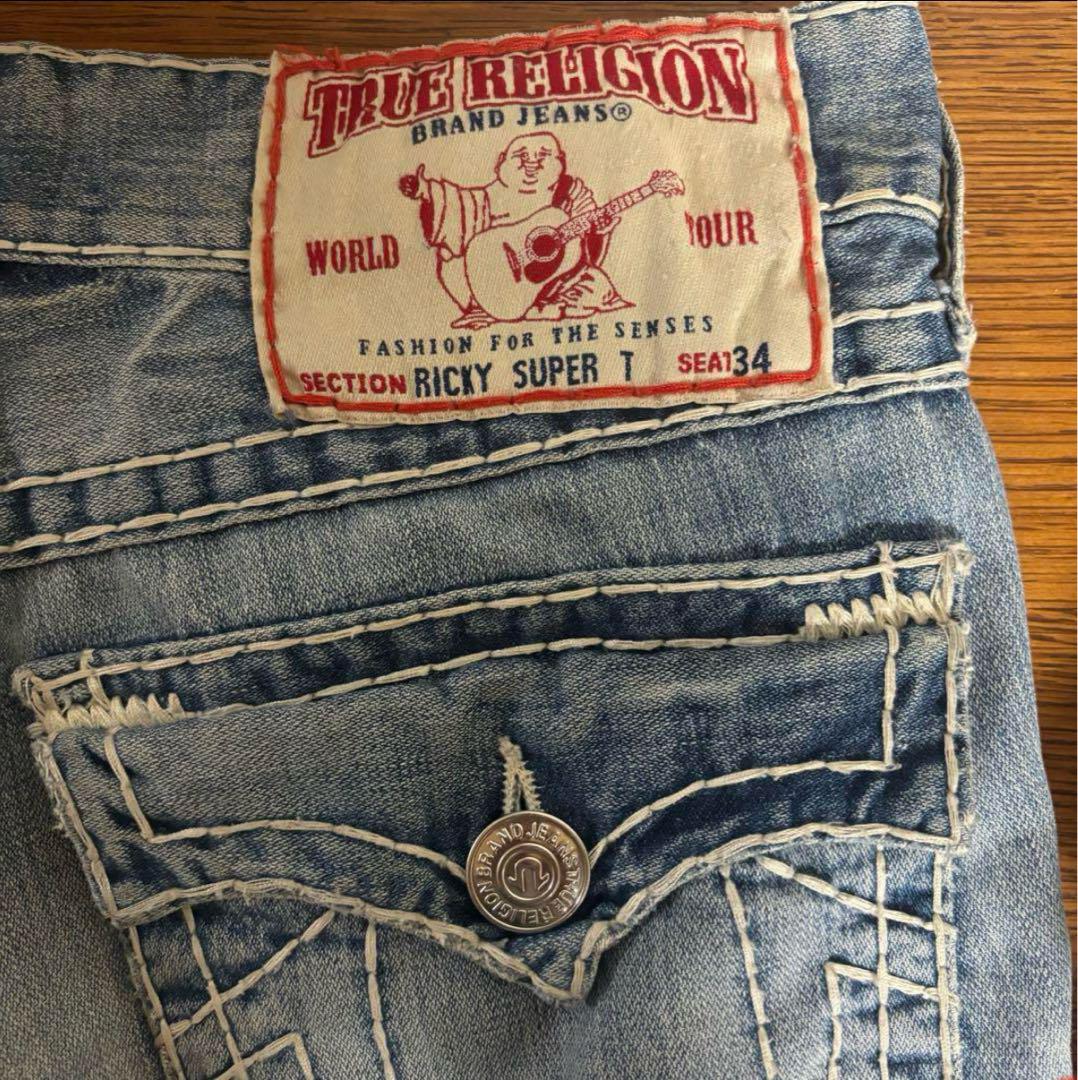 TRUE RELIGION
BRAND JEANS®
WORLD TOUR
FASHION FOR THE SENSES
SECTION RICKY SUPER T SEAT 34
BRAND JEANS TRUE RELIGION